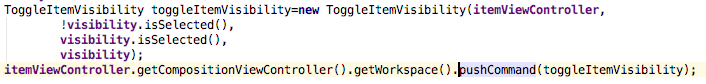 ToggleItemVisibility toggleItemVisibility=new ToggleItemVisibility(itemViewController,
!visibility.isSelected(),
visibility.isSelected(),
visibility);
itemViewController.getCompositionViewController().getWorkspace().pushCommand(toggleItemVisibility);